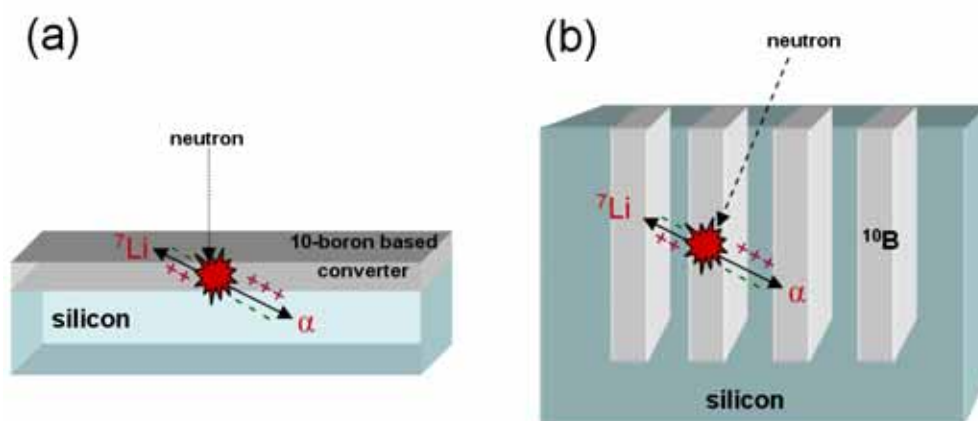 (a)
neutron
⁷Li
10-boron based
converter
silicon
α
(b)
neutron
⁷Li
¹⁰B
α
silicon